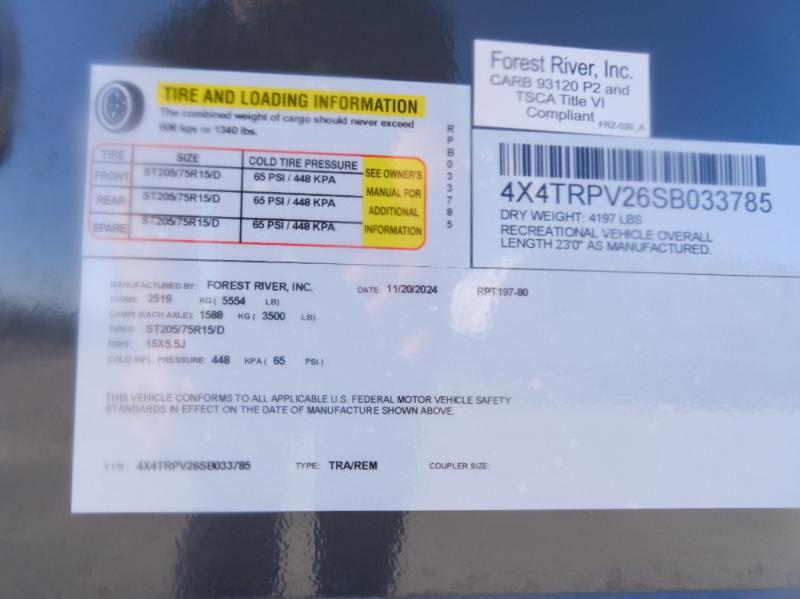 TIRE AND LOADING INFORMATION
The combined weight of cargo should never exceed
608 kgs or 1340 lbs.
TIRE SIZE COLD TIRE PRESSURE
FRONT ST205/75R15/D 65 PSI / 448 KPA
REAR ST205/75R15/D 65 PSI / 448 KPA
SPARE ST205/75R15/D 65 PSI / 448 KPA
SEE OWNER'S
MANUAL FOR
ADDITIONAL
INFORMATION
RPB033785
Forest River, Inc.
CARB 93120 P2 and
TSCA Title VI
Compliant
FRZ-035_A
4X4TRPV26SB033785
DRY WEIGHT: 4197 LBS
RECREATIONAL VEHICLE OVERALL
LENGTH 23'0" AS MANUFACTURED.
MANUFACTURED BY: FOREST RIVER, INC. DATE: 11/20/2024 RPT197-80
GVWR: 2519 KG ( 5554 LB)
GAWR (EACH AXLE): 1588 KG ( 3500 LB)
TIRES: ST205/75R15/D
RIMS: 15X5.5J
COLD INFL. PRESSURE: 448 KPA ( 65 PSI)
THIS VEHICLE CONFORMS TO ALL APPLICABLE U.S. FEDERAL MOTOR VEHICLE SAFETY
STANDARDS IN EFFECT ON THE DATE OF MANUFACTURE SHOWN ABOVE.
VIN: 4X4TRPV26SB033785 TYPE: TRA/REM COUPLER SIZE: